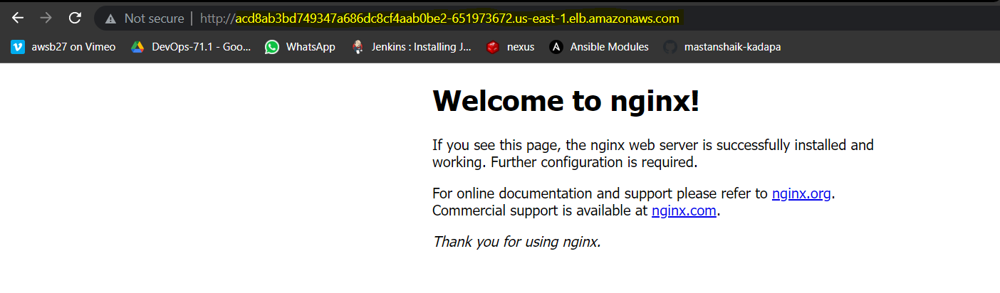 Not secure | http://acd8ab3bd749347a686dc8cf4aab0be2-651973672.us-east-1.elb.amazonaws.com
awsb27 on Vimeo DevOps-71.1 - Goo... WhatsApp Jenkins : Installing J... nexus Ansible Modules mastanshaik-kadapa
Welcome to nginx!
If you see this page, the nginx web server is successfully installed and
working. Further configuration is required.
For online documentation and support please refer to nginx.org.
Commercial support is available at nginx.com.
Thank you for using nginx.